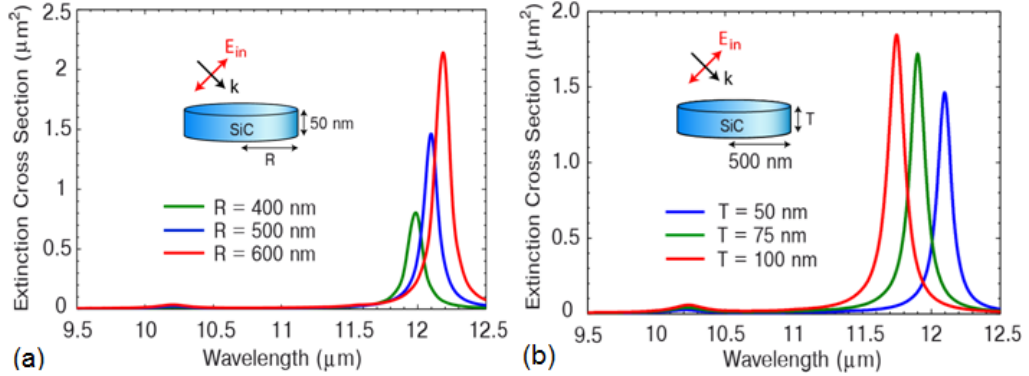 Extinction Cross Section (μm²)
2.5
2
1.5
1
0.5
0
E_in
k
SiC
50 nm
R
R = 400 nm
R = 500 nm
R = 600 nm
9.5 10 10.5 11 11.5 12 12.5
Wavelength (μm)
(a)
Extinction Cross Section (μm²)
2.0
1.5
1.0
0.5
0.0
E_in
k
SiC
T
500 nm
T = 50 nm
T = 75 nm
T = 100 nm
9.5 10 10.5 11 11.5 12 12.5
Wavelength (μm)
(b)